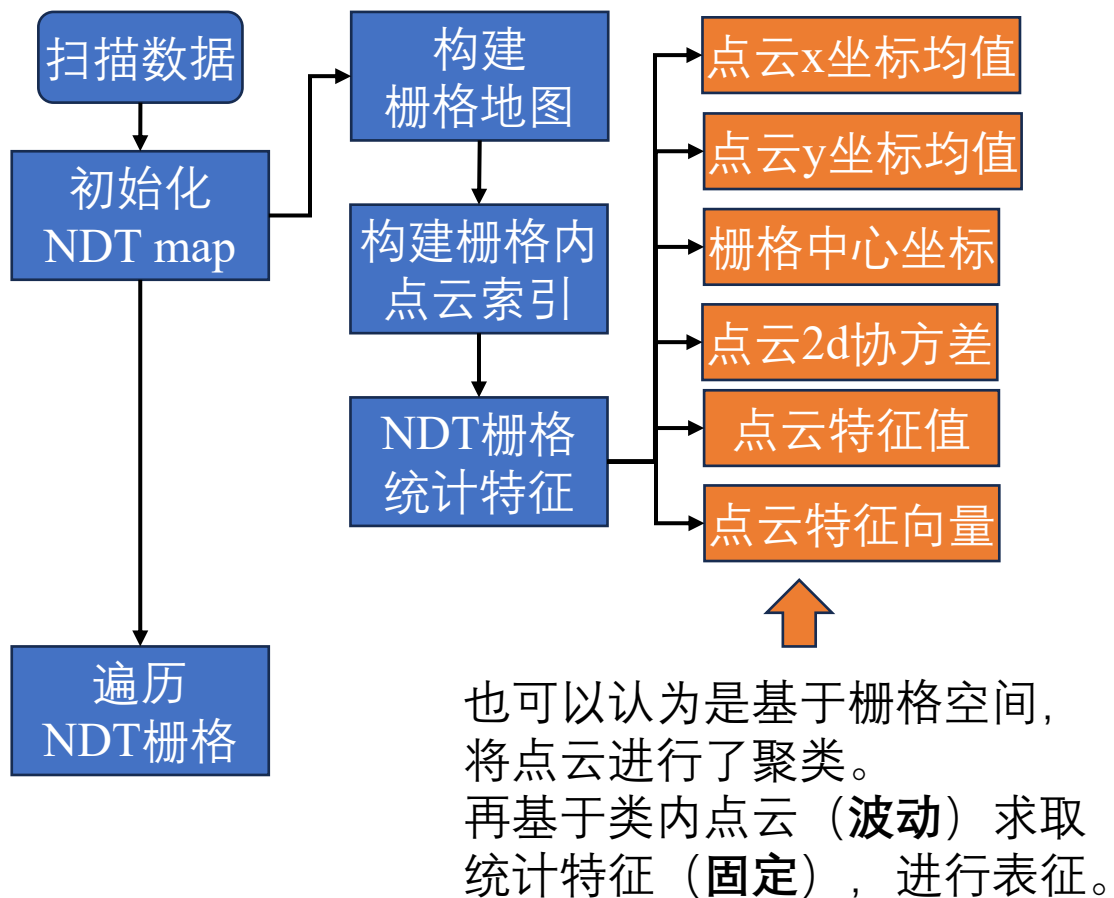 扫描数据
初始化
NDT map
遍历
NDT栅格
构建
栅格地图
构建栅格内
点云索引
NDT栅格
统计特征
点云x坐标均值
点云y坐标均值
栅格中心坐标
点云2d协方差
点云特征值
点云特征向量
也可以认为是基于栅格空间，
将点云进行了聚类。
再基于类内点云（波动）求取
统计特征（固定），进行表征。